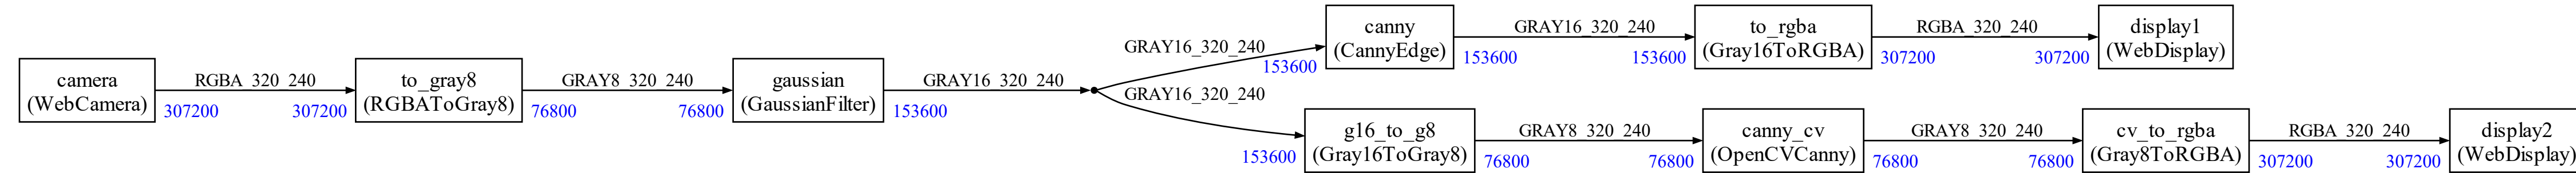 camera
(WebCamera)
RGBA_320_240
307200
307200
to_gray8
(RGBAToGray8)
GRAY8_320_240
76800
76800
gaussian
(GaussianFilter)
GRAY16_320_240
153600
GRAY16_320_240
153600
canny
(CannyEdge)
GRAY16_320_240
153600
153600
to_rgba
(Gray16ToRGBA)
RGBA_320_240
307200
307200
display1
(WebDisplay)
GRAY16_320_240
153600
g16_to_g8
(Gray16ToGray8)
GRAY8_320_240
76800
76800
canny_cv
(OpenCVCanny)
GRAY8_320_240
76800
76800
cv_to_rgba
(Gray8ToRGBA)
RGBA_320_240
307200
307200
display2
(WebDisplay)